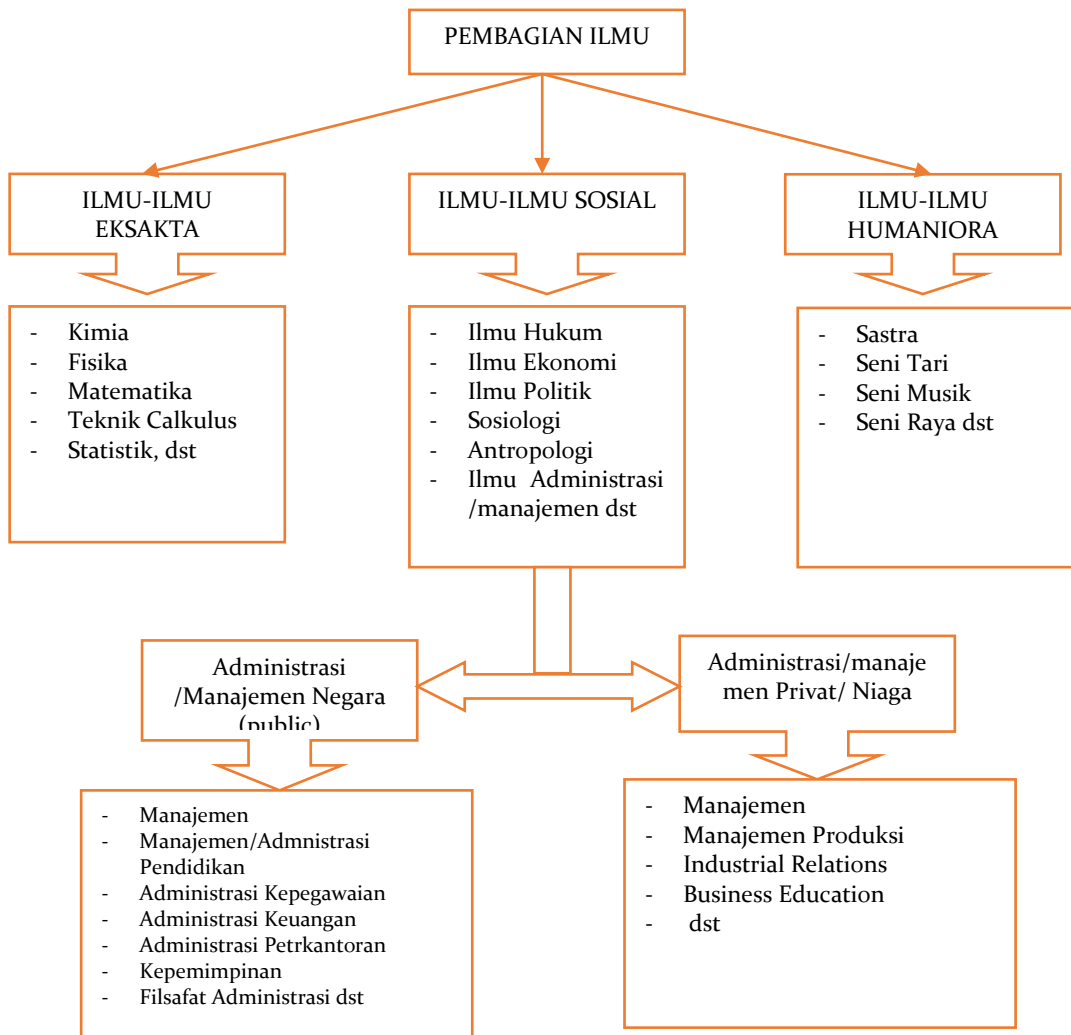 PEMBAGIAN ILMU
ILMU-ILMU
EKSAKTA
ILMU-ILMU SOSIAL
ILMU-ILMU
HUMANIORA
- Kimia
- Fisika
- Matematika
- Teknik Calkulus
- Statistik, dst
- Ilmu Hukum
- Ilmu Ekonomi
- Ilmu Politik
- Sosiologi
- Antropologi
- Ilmu Administrasi
/manajemen dst
- Sastra
- Seni Tari
- Seni Musik
- Seni Raya dst
Administrasi
/Manajemen Negara
(public)
Administrasi/manaje
men Privat/ Niaga
- Manajemen
- Manajemen/Admnistrasi
Pendidikan
- Administrasi Kepegawaian
- Administrasi Keuangan
- Administrasi Petrkantoran
- Kepemimpinan
- Filsafat Administrasi dst
- Manajemen
- Manajemen Produksi
- Industrial Relations
- Business Education
- dst